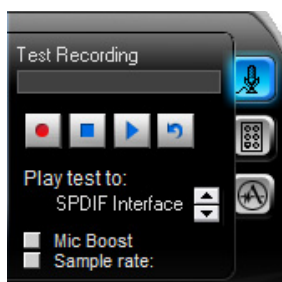 Test Recording
Play test to:
SPDIF Interface
Mic Boost
Sample rate: